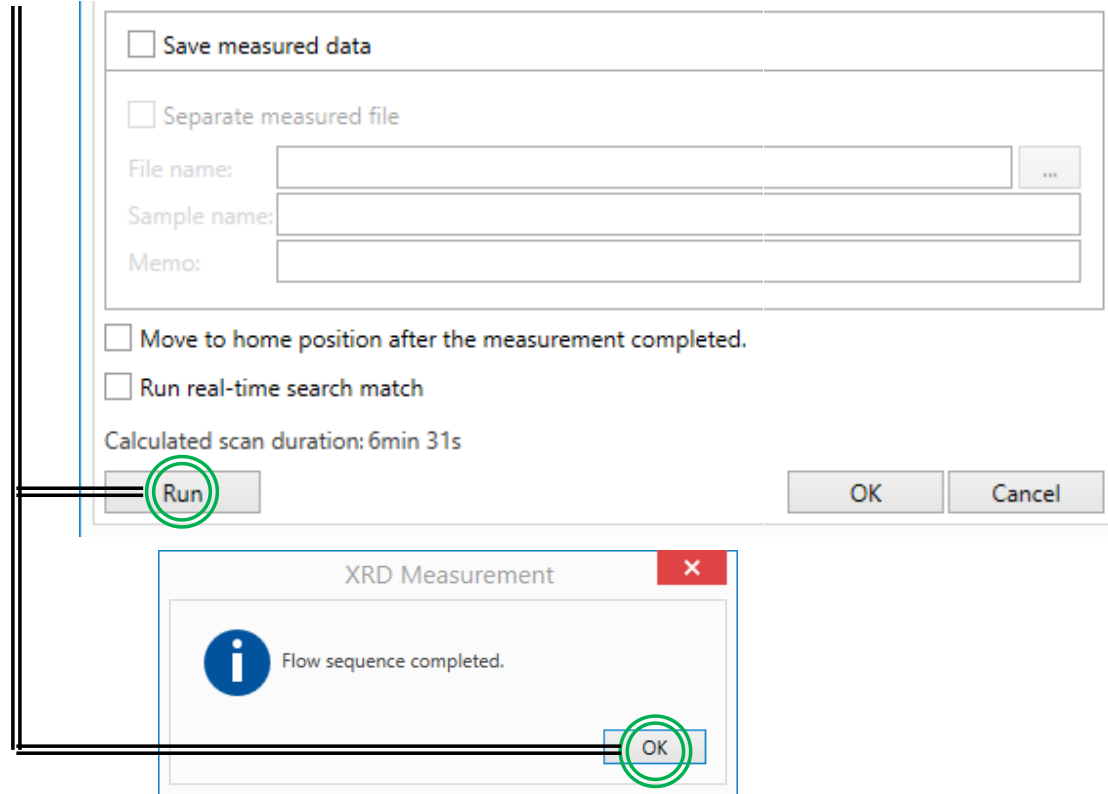 Save measured data
Separate measured file
File name:
...
Sample name:
Memo:
Move to home position after the measurement completed.
Run real-time search match
Calculated scan duration: 6min 31s
Run OK Cancel
XRD Measurement
Flow sequence completed.
OK